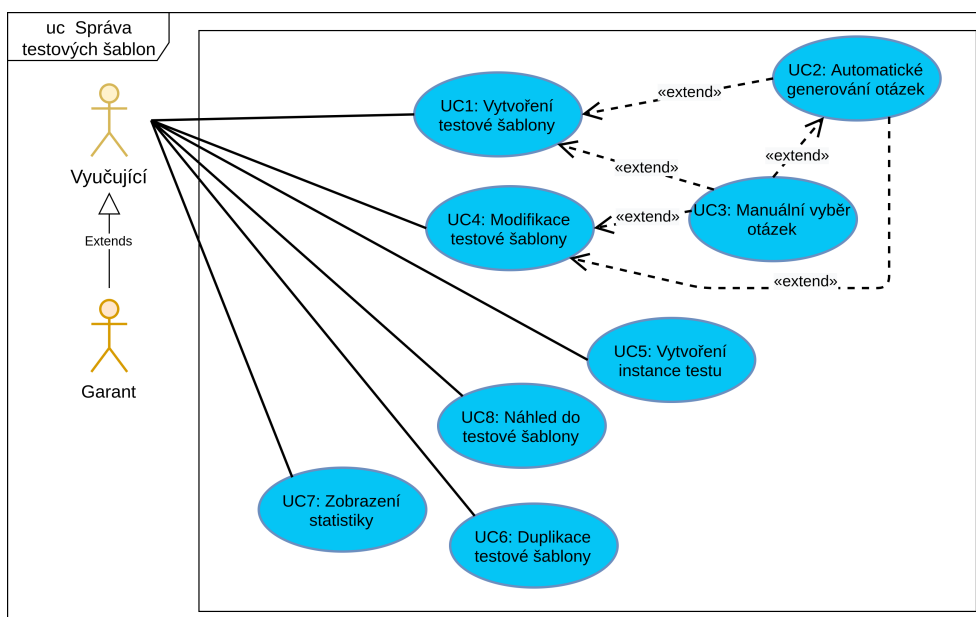 uc Správa
testových šablon
Vyučující
Extends
Garant
UC1: Vytvoření
testové šablony
«extend»
UC2: Automatické
generování otázek
«extend»
«extend»
UC3: Manuální vyběr
otázek
UC4: Modifikace
testové šablony
«extend»
«extend»
UC5: Vytvoření
instance testu
UC8: Náhled do
testové šablony
UC7: Zobrazení
statistiky
UC6: Duplikace
testové šablony